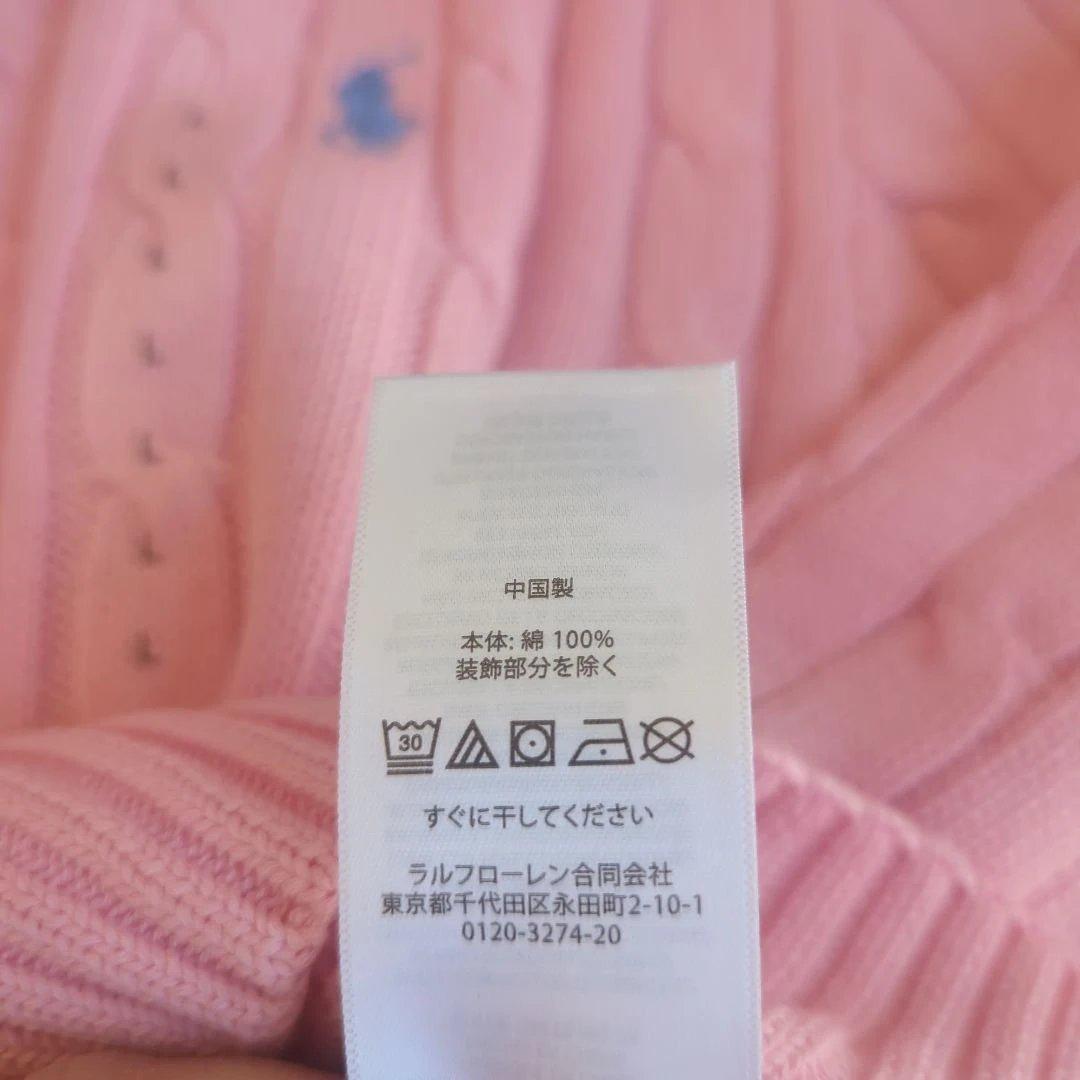 中国製
本体: 綿 100%
装飾部分を除く
30
すぐに干してください
ラルフローレン合同会社
東京都千代田区永田町2-10-1
0120-3274-20